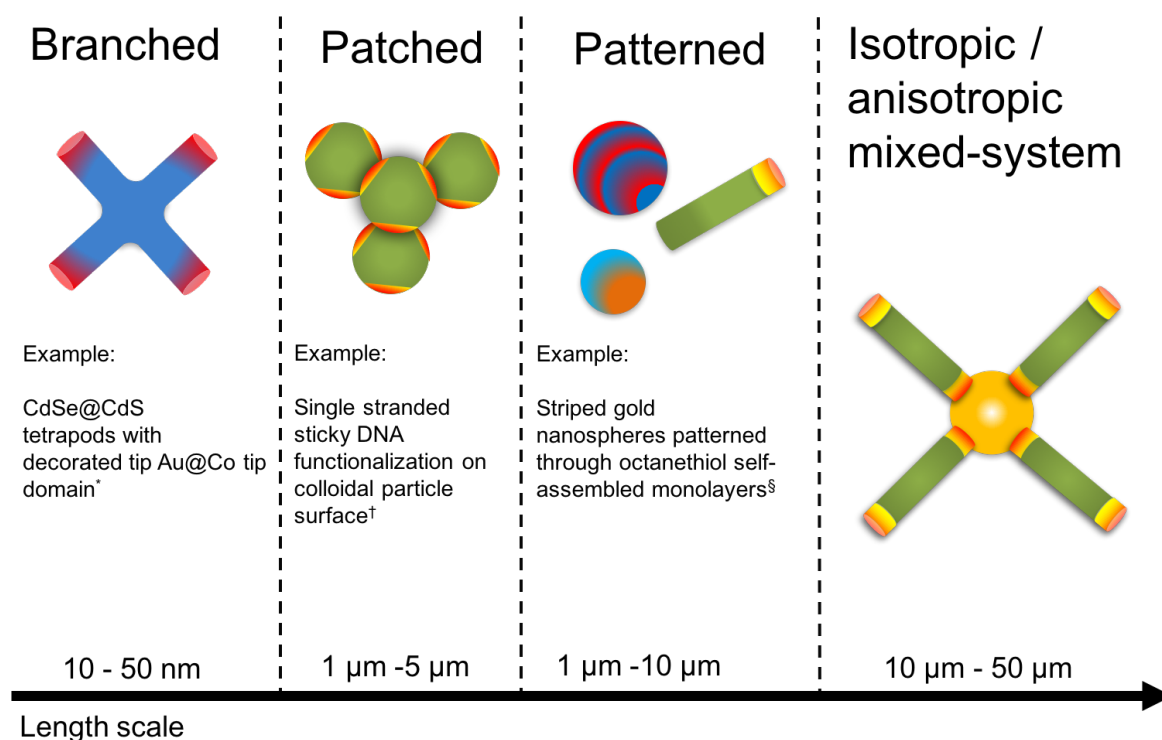 Branched
Example:
CdSe@CdS
tetrapods with
decorated tip Au@Co tip
domain*
10 - 50 nm
Patched
Example:
Single stranded
sticky DNA
functionalization on
colloidal particle
surface†
1 µm -5 µm
Patterned
Example:
Striped gold
nanospheres patterned
through octanethiol self-
assembled monolayers§
1 µm -10 µm
Isotropic /
anisotropic
mixed-system
10 µm - 50 µm
Length scale